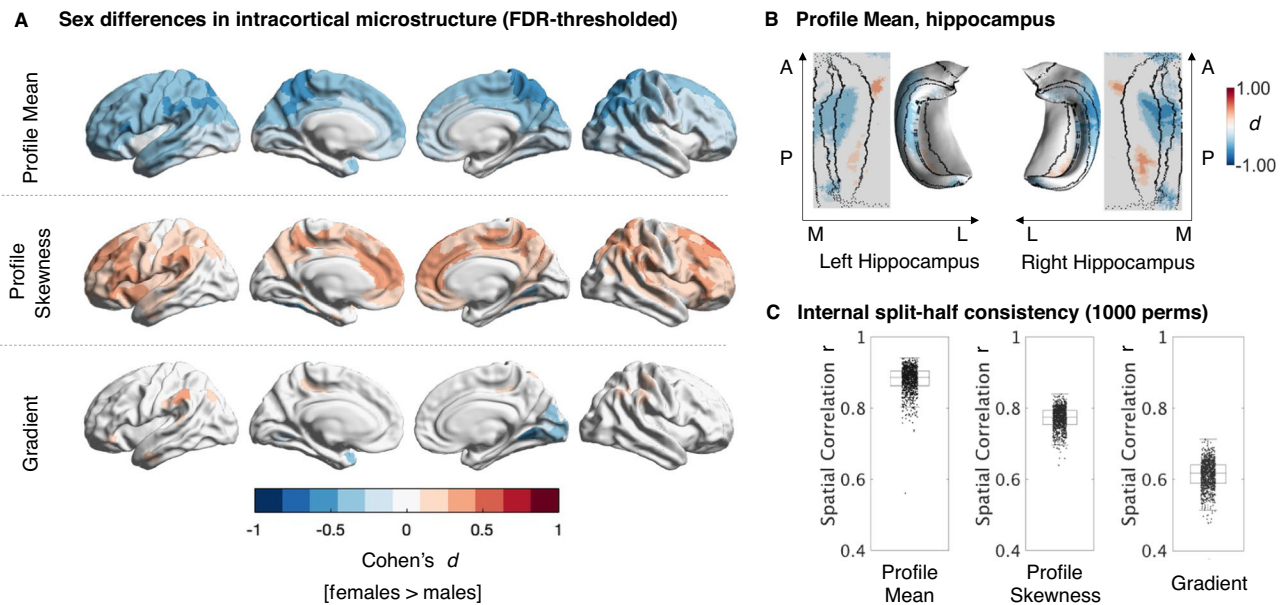 A Sex differences in intracortical microstructure (FDR-thresholded)
Profile Mean
Profile
Skewness
Gradient
-1 -0.5 0 0.5 1
Cohen's d
[females > males]
B Profile Mean, hippocampus
A
P
M L
Left Hippocampus
A
P
L M
Right Hippocampus
1.00
d
-1.00
C Internal split-half consistency (1000 perms)
Spatial Correlation r
1
0.8
0.6
0.4
Profile
Mean
Spatial Correlation r
1
0.8
0.6
0.4
Profile
Skewness
Spatial Correlation r
1
0.8
0.6
0.4
Gradient